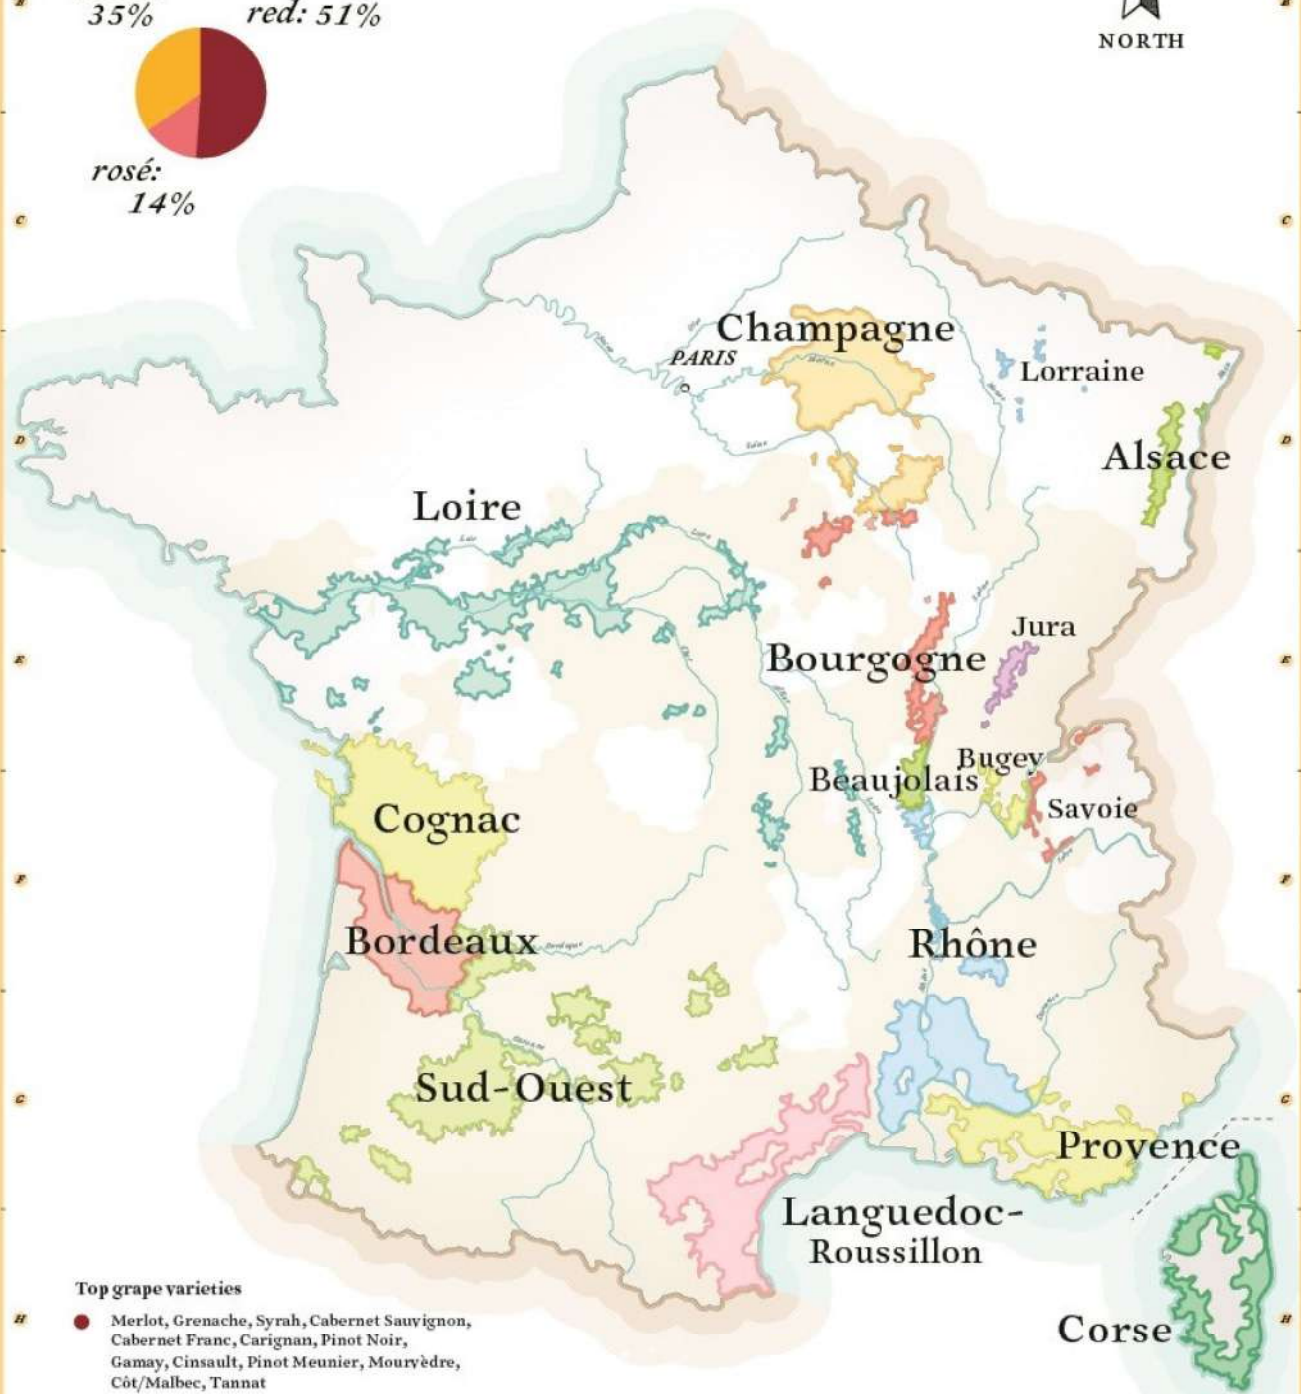 35%
red: 51%
NORTH
rosé:
14%
B
B
C
C
Champagne
PARIS
Lorraine
D
D
Alsace
Loire
Jura
Bourgogne
E
E
Bugey
Beaujolais
Savoie
Cognac
F
F
Bordeaux
Rhône
Sud-Ouest
G
G
Provence
Languedoc-
Roussillon
Top grape varieties
Merlot, Grenache, Syrah, Cabernet Sauvignon,
Cabernet Franc, Carignan, Pinot Noir,
Gamay, Cinsault, Pinot Meunier, Mourvèdre,
Côt/Malbec, Tannat
H
H
Corse